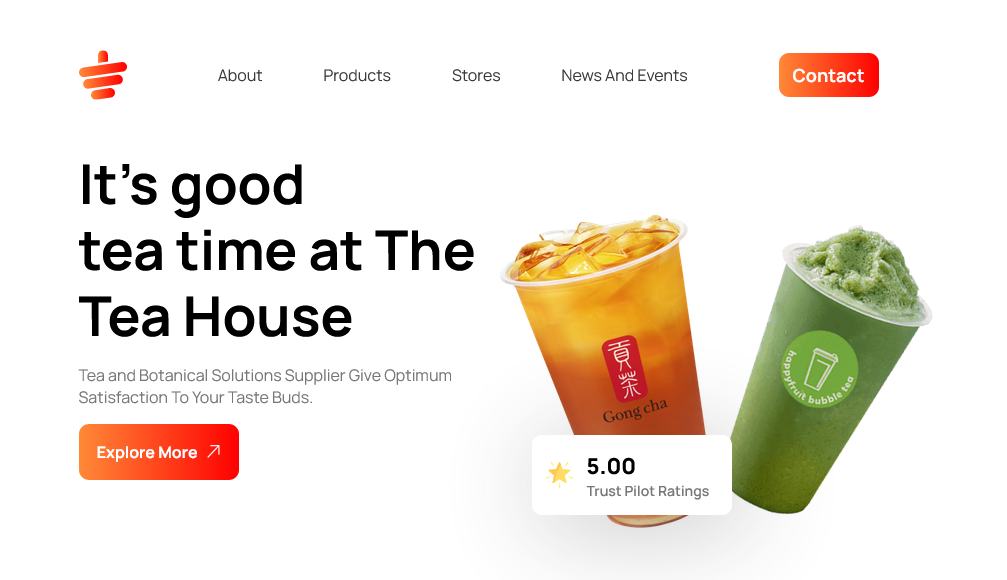 About
Products
Stores
News And Events
Contact
It’s good
tea time at The
Tea House
Tea and Botanical Solutions Supplier Give Optimum
Satisfaction To Your Taste Buds.
Explore More
貢茶
Gong cha
happyfruit bubble tea
5.00
Trust Pilot Ratings